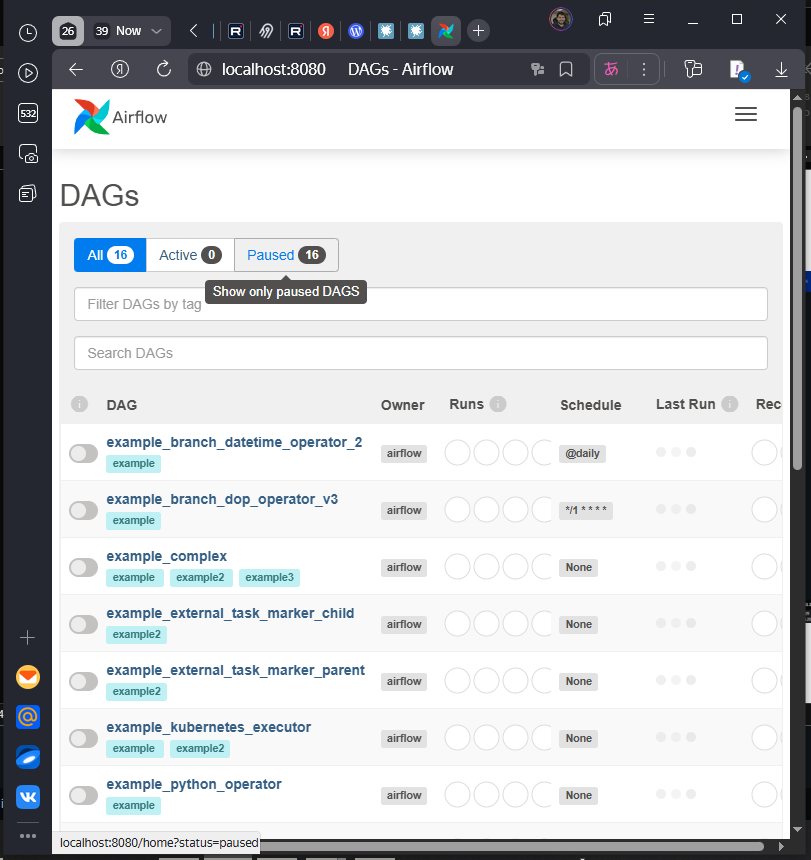 26
39 Now
R
R
Я
localhost:8080 DAGs - Airflow
あ
532
Airflow
DAGs
All 16
Active 0
Paused 16
Show only paused DAGS
Filter DAGs by tag
Search DAGs
i DAG Owner Runs i Schedule Last Run i Rec
example_branch_datetime_operator_2
example
airflow
@daily
example_branch_dop_operator_v3
example
airflow
*/1 * * * *
example_complex
example example2 example3
airflow
None
example_external_task_marker_child
example2
airflow
None
example_external_task_marker_parent
example2
airflow
None
example_kubernetes_executor
example example2
airflow
None
example_python_operator
example
airflow
None
localhost:8080/home?status=paused